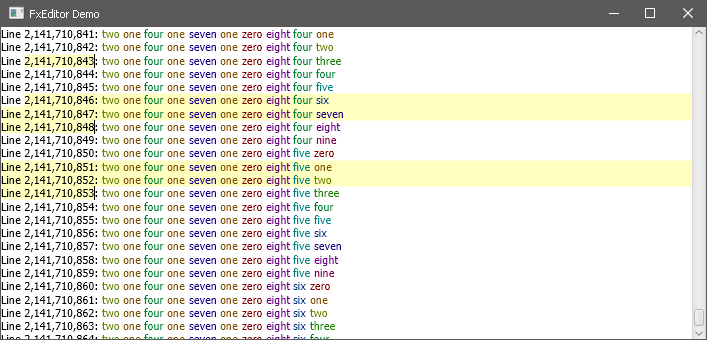 FxEditor Demo
Line 2,141,710,841: two one four one seven one zero eight four one
Line 2,141,710,842: two one four one seven one zero eight four two
Line 2,141,710,843: two one four one seven one zero eight four three
Line 2,141,710,844: two one four one seven one zero eight four four
Line 2,141,710,845: two one four one seven one zero eight four five
Line 2,141,710,846: two one four one seven one zero eight four six
Line 2,141,710,847: two one four one seven one zero eight four seven
Line 2,141,710,848: two one four one seven one zero eight four eight
Line 2,141,710,849: two one four one seven one zero eight four nine
Line 2,141,710,850: two one four one seven one zero eight five zero
Line 2,141,710,851: two one four one seven one zero eight five one
Line 2,141,710,852: two one four one seven one zero eight five two
Line 2,141,710,853: two one four one seven one zero eight five three
Line 2,141,710,854: two one four one seven one zero eight five four
Line 2,141,710,855: two one four one seven one zero eight five five
Line 2,141,710,856: two one four one seven one zero eight five six
Line 2,141,710,857: two one four one seven one zero eight five seven
Line 2,141,710,858: two one four one seven one zero eight five eight
Line 2,141,710,859: two one four one seven one zero eight five nine
Line 2,141,710,860: two one four one seven one zero eight six zero
Line 2,141,710,861: two one four one seven one zero eight six one
Line 2,141,710,862: two one four one seven one zero eight six two
Line 2,141,710,863: two one four one seven one zero eight six three
Line 2,141,710,864: two one four one seven one zero eight six four